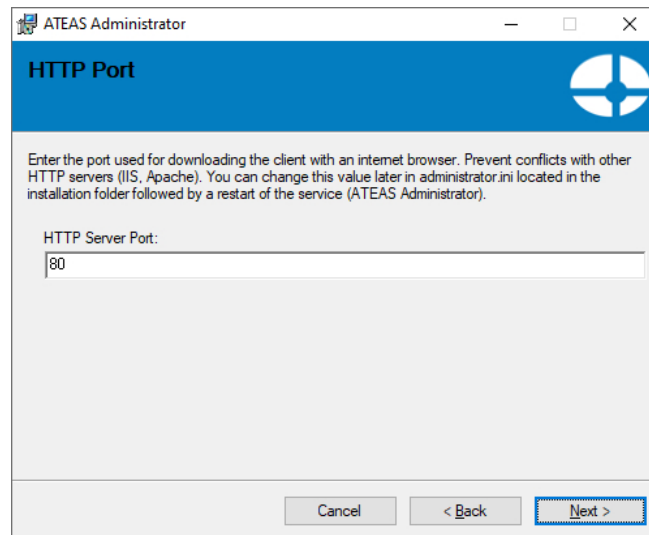 ATEAS Administrator
HTTP Port
Enter the port used for downloading the client with an internet browser. Prevent conflicts with other
HTTP servers (IIS, Apache). You can change this value later in administrator.ini located in the
installation folder followed by a restart of the service (ATEAS Administrator).
HTTP Server Port:
80
Cancel
< Back
Next >